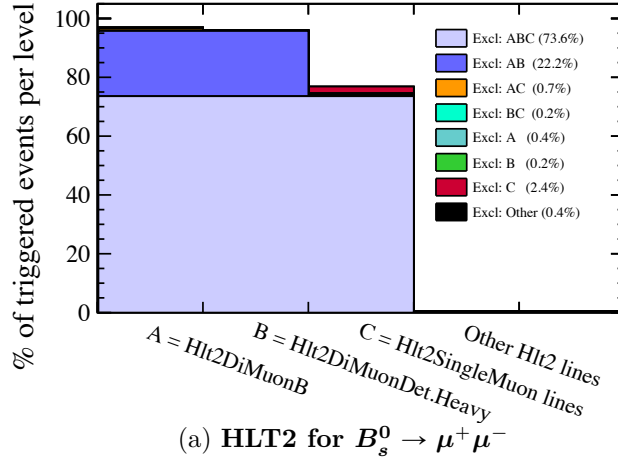 % of triggered events per level
100
80
60
40
20
0
Excl: ABC (73.6%)
Excl: AB (22.2%)
Excl: AC (0.7%)
Excl: BC (0.2%)
Excl: A (0.4%)
Excl: B (0.2%)
Excl: C (2.4%)
Excl: Other (0.4%)
A = Hlt2DiMuonB
B = Hlt2DiMuonDet.Heavy
C = Hlt2SingleMuon lines
Other Hlt2 lines
(a) HLT2 for B⁰ₛ → μ⁺μ⁻